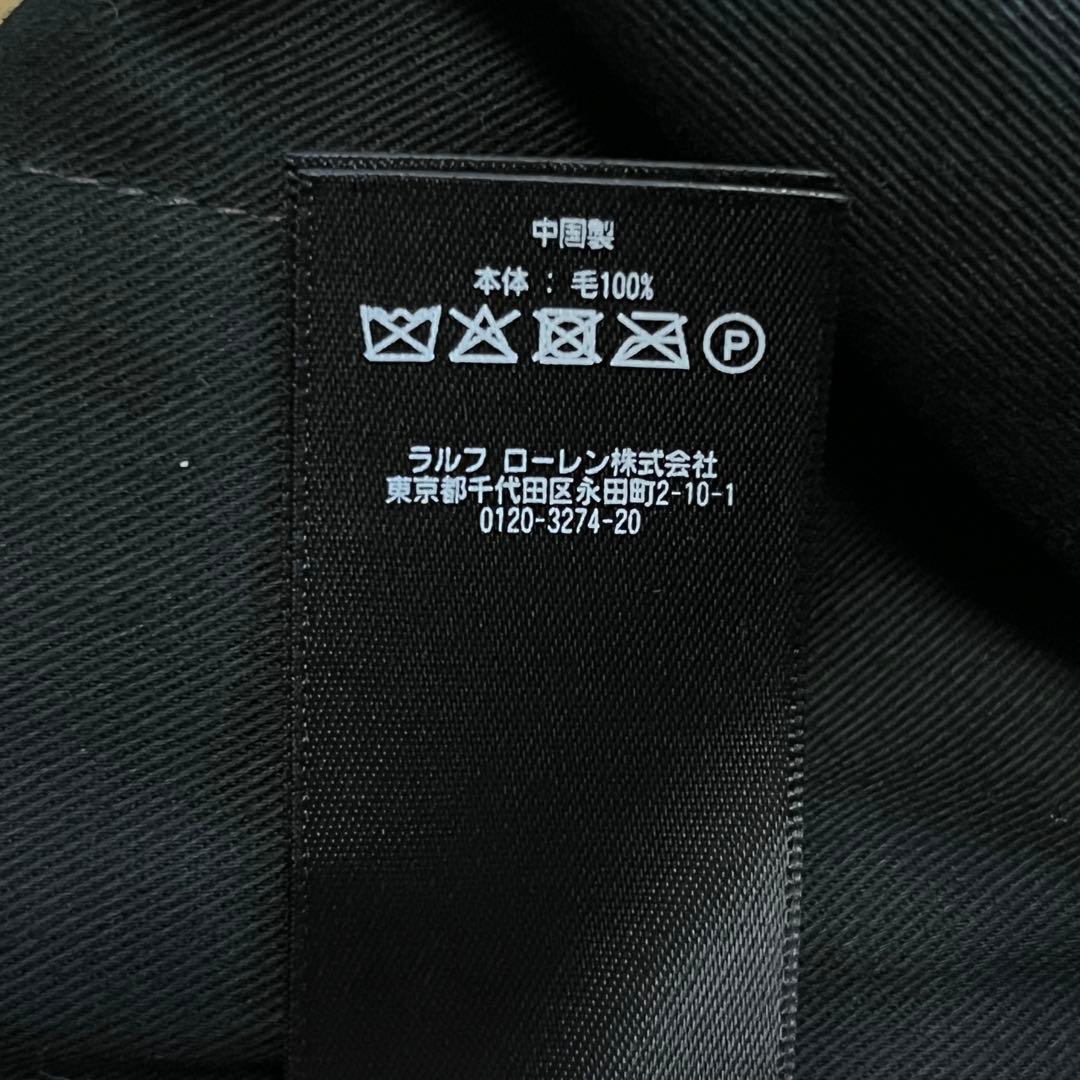 中国製
本体 : 毛100%
P
ラルフ ローレン株式会社
東京都千代田区永田町2-10-1
0120-3274-20